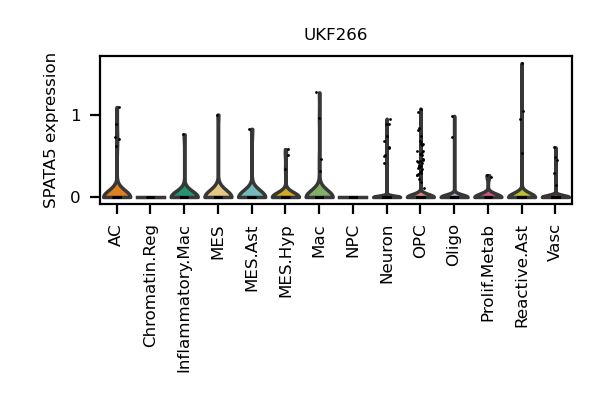 UKF266
SPATA5 expression
1
0
AC
Chromatin.Reg
Inflammatory.Mac
MES
MES.Ast
MES.Hyp
Mac
NPC
Neuron
OPC
Oligo
Prolif.Metab
Reactive.Ast
Vasc